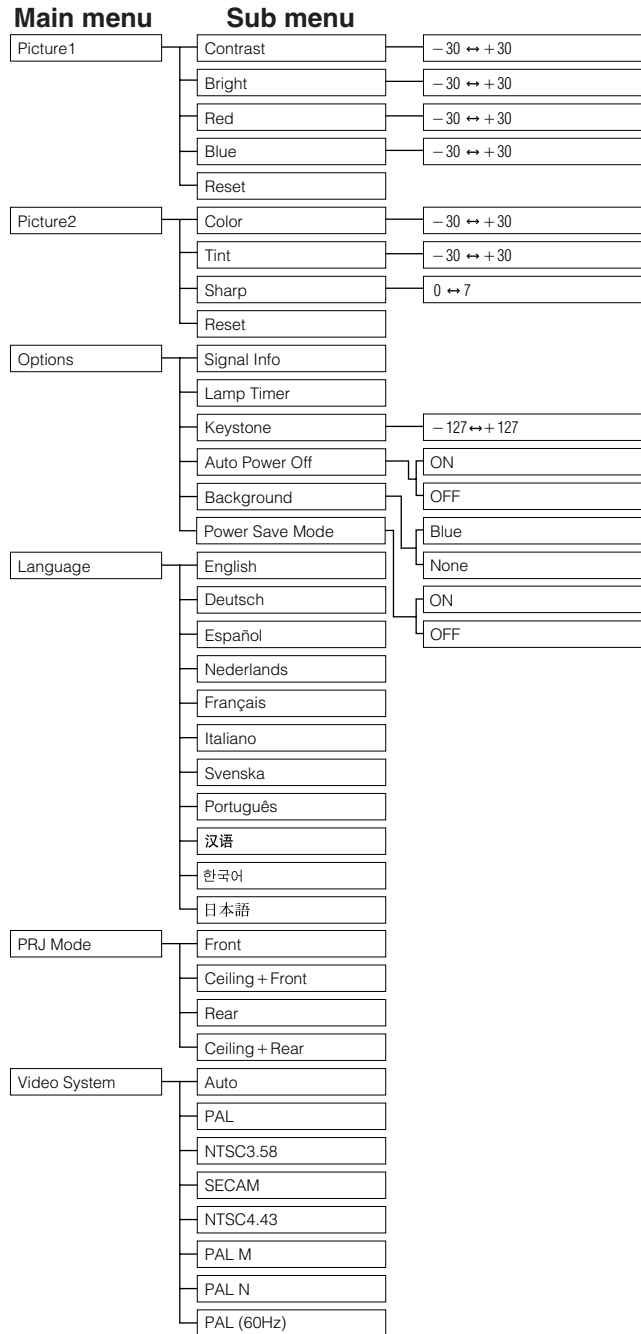 Main menu Sub menu
Picture1 Contrast −30 ↔ +30
Bright −30 ↔ +30
Red −30 ↔ +30
Blue −30 ↔ +30
Reset
Picture2 Color −30 ↔ +30
Tint −30 ↔ +30
Sharp 0 ↔ 7
Reset
Options Signal Info
Lamp Timer
Keystone −127↔+127
Auto Power Off ON
OFF
Background Blue
None
Power Save Mode ON
OFF
Language English
Deutsch
Español
Nederlands
Français
Italiano
Svenska
Português
汉语
한국어
日本語
PRJ Mode Front
Ceiling+Front
Rear
Ceiling+Rear
Video System Auto
PAL
NTSC3.58
SECAM
NTSC4.43
PAL M
PAL N
PAL (60Hz)